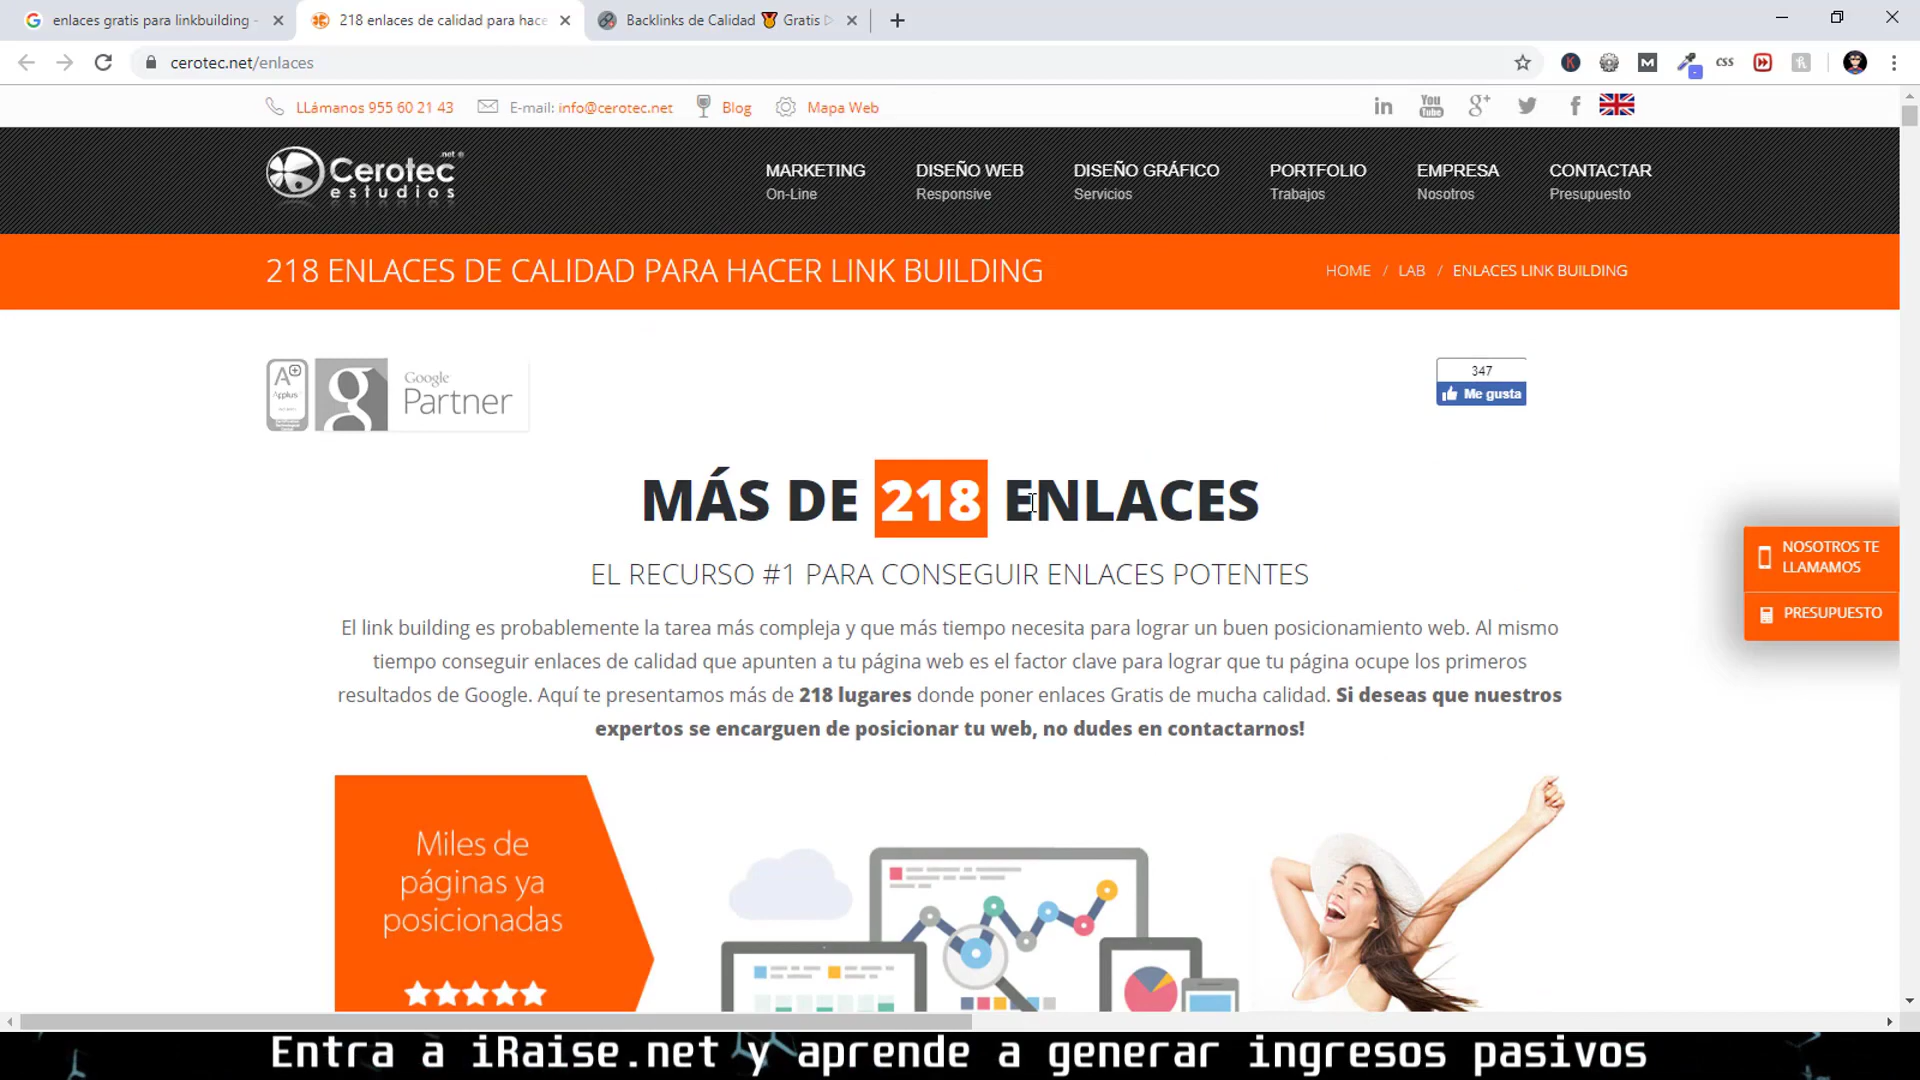 enlaces gratis para linkbuilding -
218 enlaces de calidad para hace
Backlinks de Calidad 🏅 Gratis
cerotec.net/enlaces
LLámanos 955 60 21 43
E-mail: info@cerotec.net
Blog
Mapa Web
in
You Tube
g+
f
css
Cerotec .net ®
estudios
MARKETING
On-Line
DISEÑO WEB
Responsive
DISEÑO GRÁFICO
Servicios
PORTFOLIO
Trabajos
EMPRESA
Nosotros
CONTACTAR
Presupuesto
218 ENLACES DE CALIDAD PARA HACER LINK BUILDING
HOME / LAB / ENLACES LINK BUILDING
A+
Applus
g
Google
Partner
347
Me gusta
MÁS DE 218 ENLACES
EL RECURSO #1 PARA CONSEGUIR ENLACES POTENTES
El link building es probablemente la tarea más compleja y que más tiempo necesita para lograr un buen posicionamiento web. Al mismo
tiempo conseguir enlaces de calidad que apunten a tu página web es el factor clave para lograr que tu página ocupe los primeros
resultados de Google. Aquí te presentamos más de 218 lugares donde poner enlaces Gratis de mucha calidad. Si deseas que nuestros
expertos se encarguen de posicionar tu web, no dudes en contactarnos!
NOSOTROS TE
LLAMAMOS
PRESUPUESTO
Miles de
páginas ya
posicionadas
Entra a iRaise.net y aprende a generar ingresos pasivos